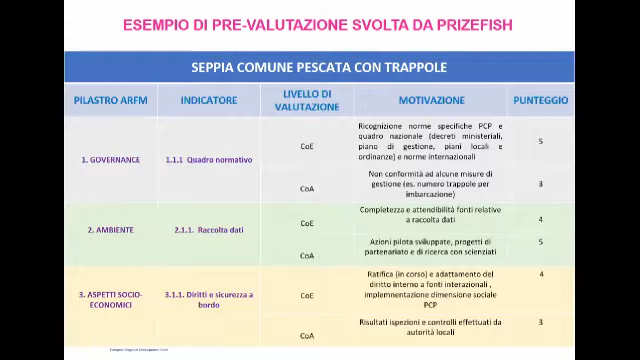 ESEMPIO DI PRE-VALUTAZIONE SVOLTA DA PRIZEFISH
SEPPIA COMUNE PESCATA CON TRAPPOLE
PILASTRO ARFM
INDICATORE
LIVELLO DI
VALUTAZIONE
MOTIVAZIONE
PUNTEGGIO
1. GOVERNANCE
1.1.1 Quadro normativo
CoE
Ricognizione norme specifiche PCP e
quadro nazionale (decreti ministeriali,
piano di gestione, piani locali e
ordinanze) e norme internazionali
5
CoA
Non conformità ad alcune misure di
gestione (es. numero trappole per
imbarcazione)
3
2. AMBIENTE
2.1.1. Raccolta dati
CoE
Completezza e attendibilità fonti relative
a raccolta dati
4
CoA
Azioni pilota sviluppate, progetti di
partenariato e di ricerca con scienziati
5
3. ASPETTI SOCIO-
ECONOMICI
3.1.1. Diritti e sicurezza a
bordo
CoE
Ratifica (in corso) e adattamento del
diritto interno a fonti interazionali ,
implemnentazione dimensione sociale
PCP
4
CoA
Risultati ispezioni e controlli effettuati da
autorità locali
3
European Regional Development Fund